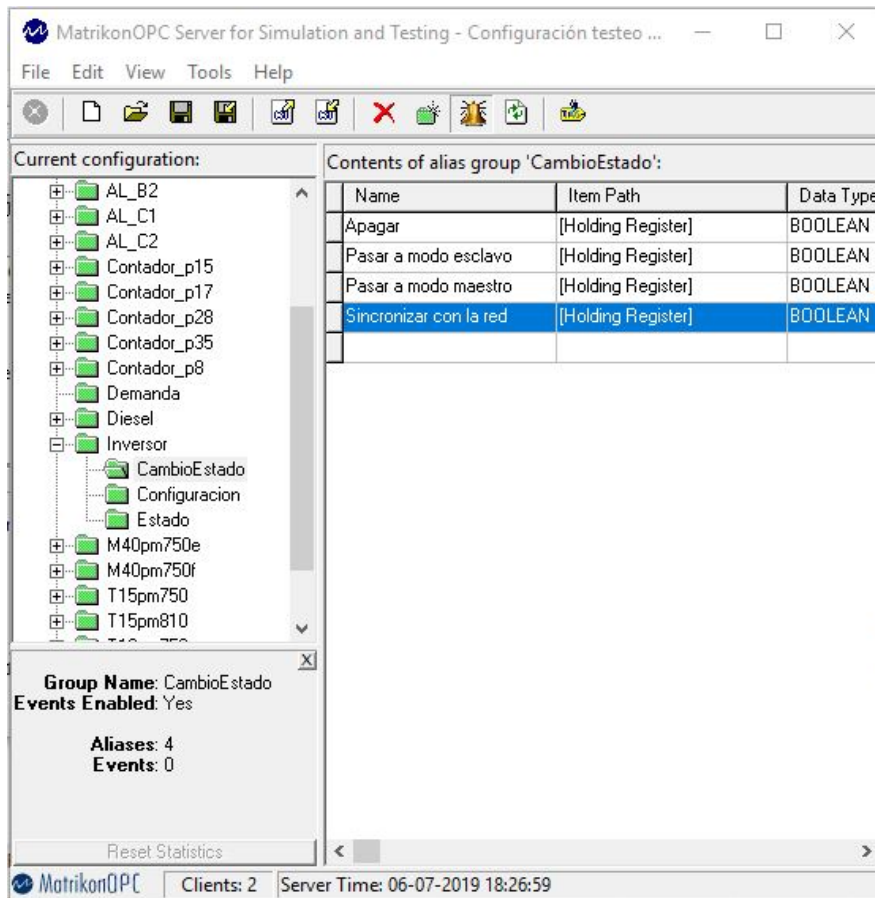 MatrikonOPC Server for Simulation and Testing - Configuración testeo ...
File Edit View Tools Help
Current configuration:
AL_B2
AL_C1
AL_C2
Contador_p15
Contador_p17
Contador_p28
Contador_p35
Contador_p8
Demanda
Diesel
Inversor
CambioEstado
Configuracion
Estado
M40pm750e
M40pm750f
T15pm750
T15pm810
Contents of alias group 'CambioEstado':
Name Item Path Data Type
Apagar [Holding Register] BOOLEAN
Pasar a modo esclavo [Holding Register] BOOLEAN
Pasar a modo maestro [Holding Register] BOOLEAN
Sincronizar con la red [Holding Register] BOOLEAN
Group Name: CambioEstado
Events Enabled: Yes
Aliases: 4
Events: 0
Reset Statistics
MatrikonOPC Clients: 2 Server Time: 06-07-2019 18:26:59